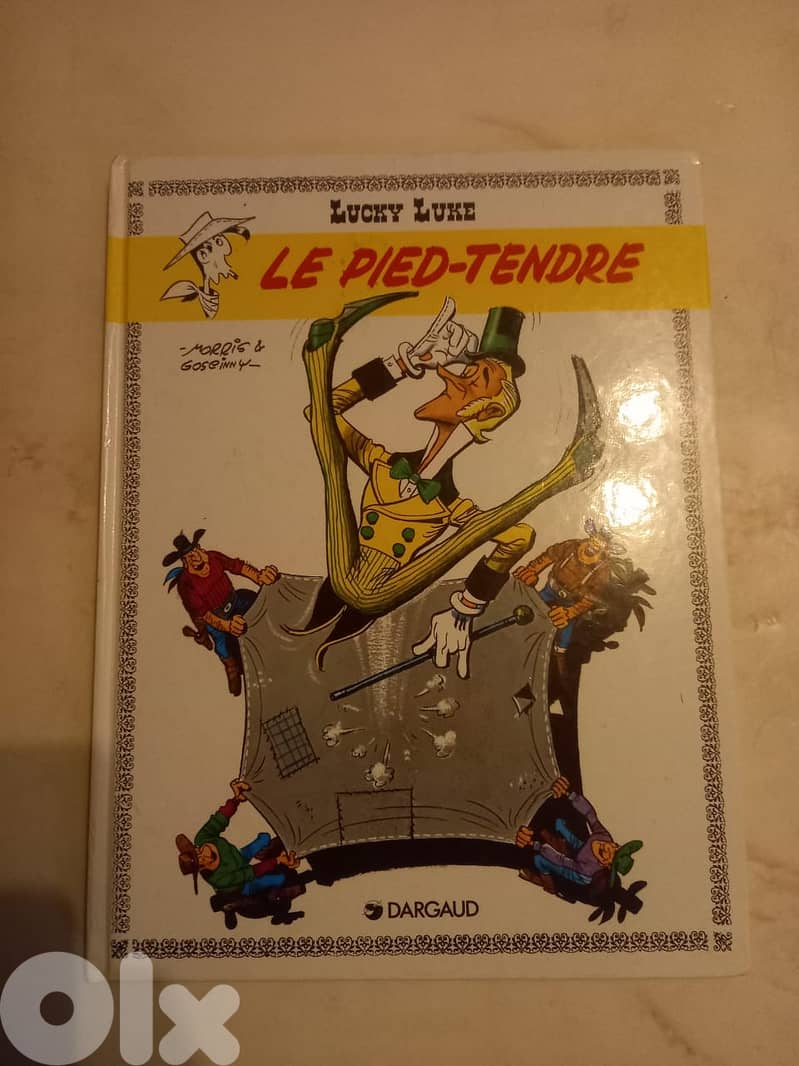 LUCKY LUKE
LE PIED-TENDRE
-MORRIS &
GOSCINNY-
DARGAUD
Olx